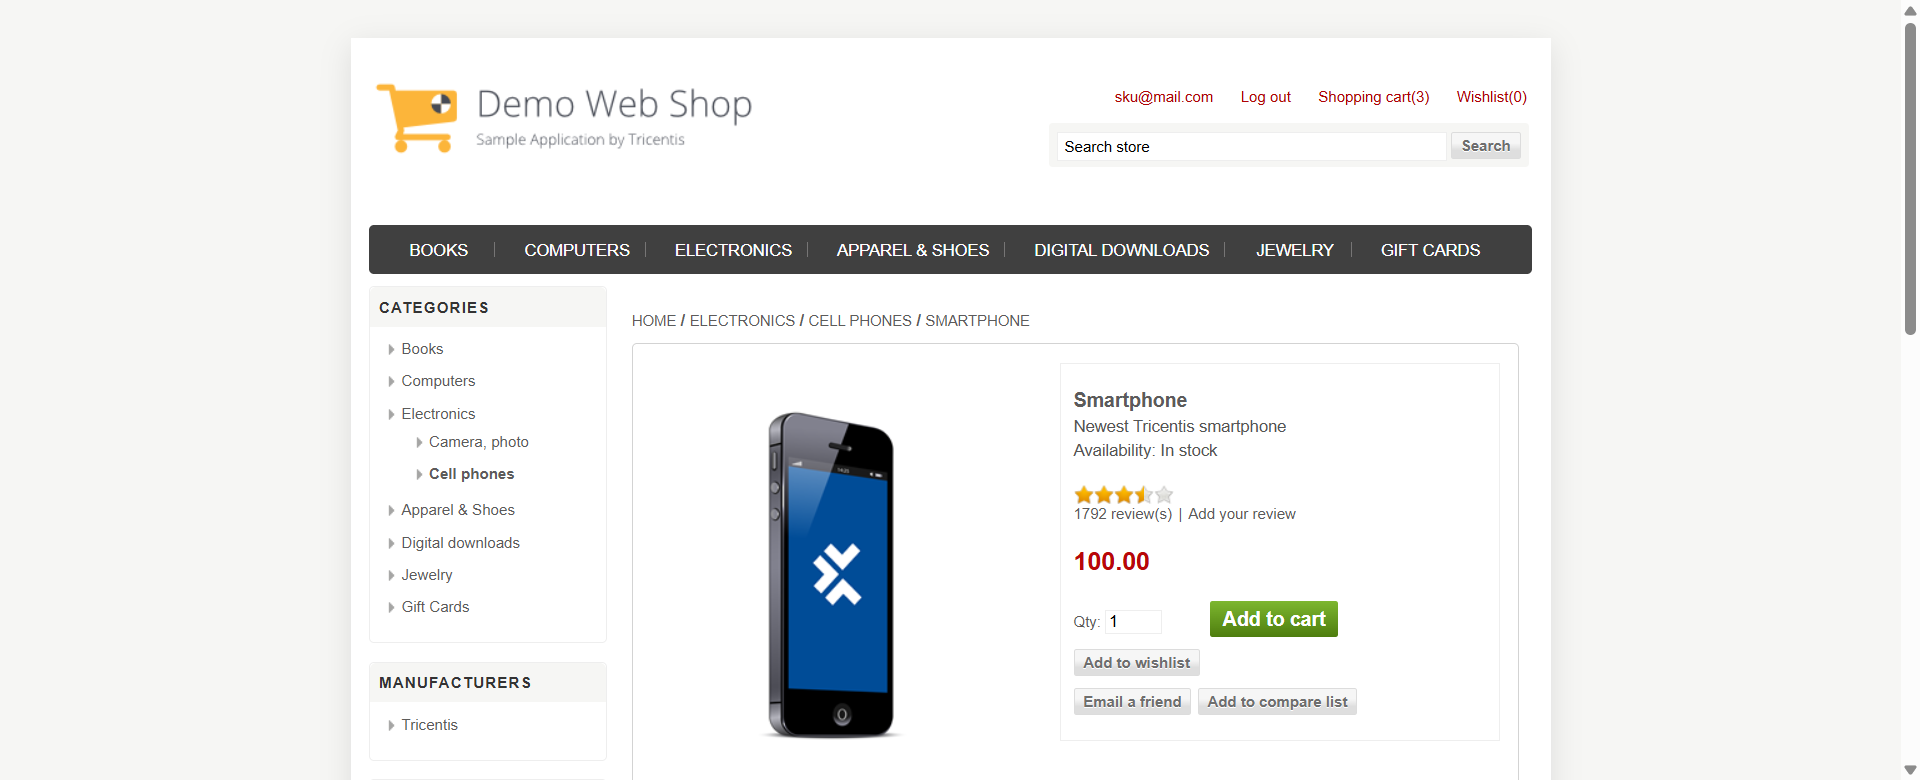 Demo Web Shop
Sample Application by Tricentis
sku@mail.com Log out Shopping cart(3) Wishlist(0)
Search store Search
BOOKS COMPUTERS ELECTRONICS APPAREL & SHOES DIGITAL DOWNLOADS JEWELRY GIFT CARDS
CATEGORIES
Books
Computers
Electronics
Camera, photo
Cell phones
Apparel & Shoes
Digital downloads
Jewelry
Gift Cards
MANUFACTURERS
Tricentis
HOME / ELECTRONICS / CELL PHONES / SMARTPHONE
Smartphone
Newest Tricentis smartphone
Availability: In stock
1792 review(s) | Add your review
100.00
Qty: 1 Add to cart
Add to wishlist
Email a friend Add to compare list